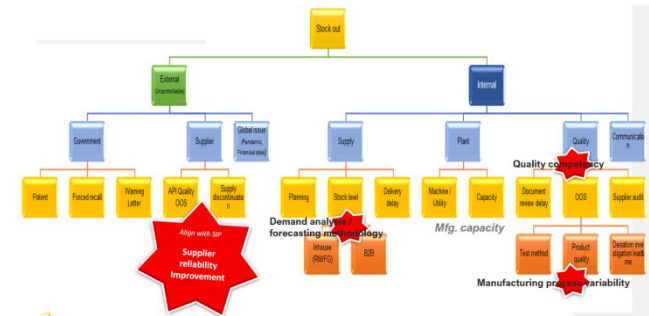 Stock out
External
(Uncontrollable)
Internal
Government
Supplier
Global issue
(Pandemic,
Financial crisis)
Supply
Plant
Quality
Communicatio
n
Quality competency
Patent
Forced recall
Warning
Letter
API Quality
OOS
Supply
discontinuatio
n
Planning
Stock level
Delivery
delay
Machine /
Utility
Capacity
Document
review delay
OOS
Supplier audit
Demand analysis /
forecasting methodology
Mfg. capacity
Align with SIP
Supplier
reliability
Improvement
Inhouse
(RM/FG)
B2B
Test method
Product
quality
Deviation inve
stigation leadti
me
Manufacturing process variability